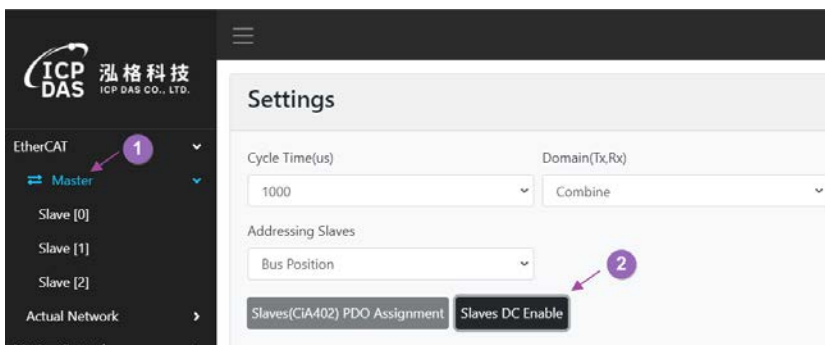 ICP DAS 泓格科技
ICP DAS CO., LTD.
EtherCAT
1
Master
Slave [0]
Slave [1]
Slave [2]
Actual Network
Settings
Cycle Time(us)
Domain(Tx,Rx)
1000
Combine
Addressing Slaves
Bus Position
2
Slaves(CiA402) PDO Assignment
Slaves DC Enable